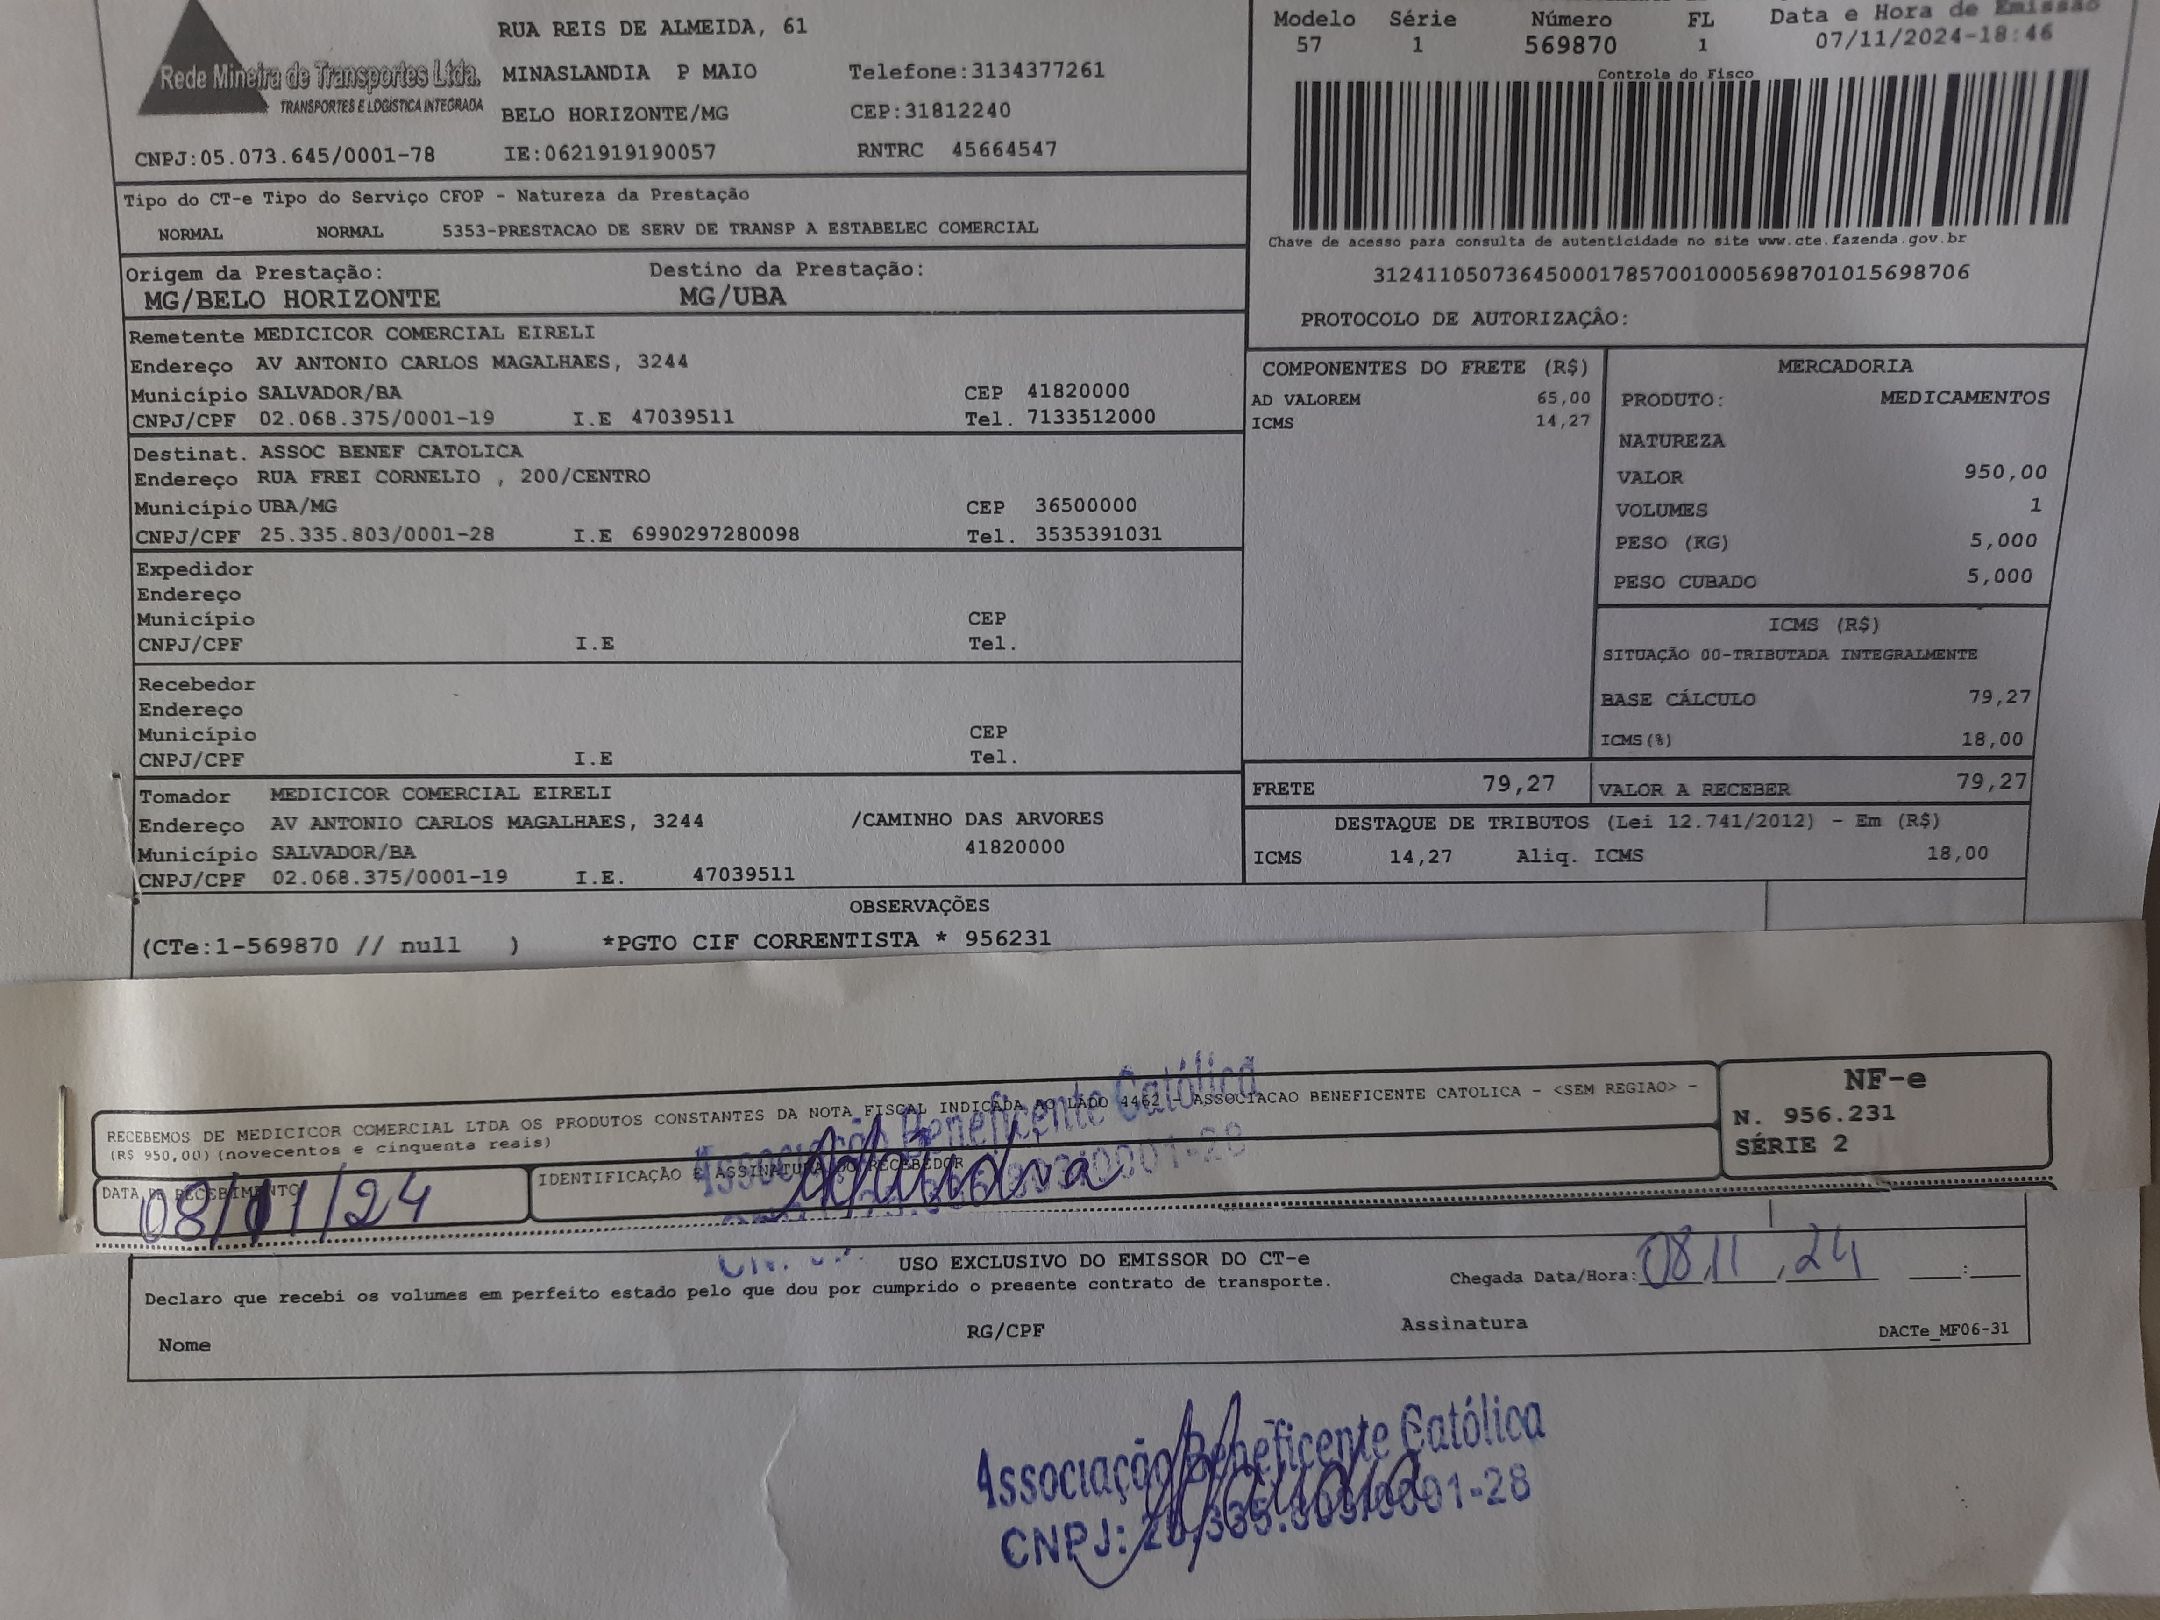 Rede Mineira de Transportes Ltda.
TRANSPORTES E LOGÍSTICA INTEGRADA
RUA REIS DE ALMEIDA, 61
MINASLANDIA P MAIO Telefone:3134377261
BELO HORIZONTE/MG CEP:31812240
CNPJ:05.073.645/0001-78 IE:0621919190057 RNTRC 45664547
Modelo Série Número FL Data e Hora de Emissão
57 1 569870 1 07/11/2024-18:46
Controle do Fisco
Chave de acesso para consulta de autenticidade no site www.cte.fazenda.gov.br
31241105073645000178570010005698701015698706
PROTOCOLO DE AUTORIZAÇÂO:
Tipo do CT-e Tipo do Serviço CFOP - Natureza da Prestação
NORMAL NORMAL 5353-PRESTACAO DE SERV DE TRANSP A ESTABELEC COMERCIAL
Origem da Prestação: Destino da Prestação:
MG/BELO HORIZONTE MG/UBA
Remetente MEDICICOR COMERCIAL EIRELI
Endereço AV ANTONIO CARLOS MAGALHAES, 3244
Município SALVADOR/BA CEP 41820000
CNPJ/CPF 02.068.375/0001-19 I.E 47039511 Tel. 7133512000
Destinat. ASSOC BENEF CATOLICA
Endereço RUA FREI CORNELIO , 200/CENTRO
Município UBA/MG CEP 36500000
CNPJ/CPF 25.335.803/0001-28 I.E 6990297280098 Tel. 3535391031
Expedidor
Endereço
Município CEP
CNPJ/CPF I.E Tel.
Recebedor
Endereço
Município CEP
CNPJ/CPF I.E Tel.
Tomador MEDICICOR COMERCIAL EIRELI
Endereço AV ANTONIO CARLOS MAGALHAES, 3244 /CAMINHO DAS ARVORES
Município SALVADOR/BA 41820000
CNPJ/CPF 02.068.375/0001-19 I.E. 47039511
COMPONENTES DO FRETE (R$)
AD VALOREM 65,00
ICMS 14,27
MERCADORIA
PRODUTO: MEDICAMENTOS
NATUREZA
VALOR 950,00
VOLUMES 1
PESO (KG) 5,000
PESO CUBADO 5,000
ICMS (R$)
SITUAÇÃO 00-TRIBUTADA INTEGRALMENTE
BASE CÁLCULO 79,27
ICMS(%) 18,00
FRETE 79,27 VALOR A RECEBER 79,27
DESTAQUE DE TRIBUTOS (Lei 12.741/2012) - Em (R$)
ICMS 14,27 Aliq. ICMS 18,00
OBSERVAÇÕES
(CTe:1-569870 // null ) *PGTO CIF CORRENTISTA * 956231
RECEBEMOS DE MEDICICOR COMERCIAL LTDA OS PRODUTOS CONSTANTES DA NOTA FISCAL INDICADA AO LADO 4462 - ASSOCIACAO BENEFICENTE CATOLICA - <SEM REGIAO> -
(R$ 950,00) (novecentos e cinquenta reais)
NF-e
N. 956.231
SÉRIE 2
DATA DE RECEBIMENTO IDENTIFICAÇÃO E ASSINATURA DO RECEBEDOR
08/11/24
Associação Beneficente Católica
USO EXCLUSIVO DO EMISSOR DO CT-e
Declaro que recebi os volumes em perfeito estado pelo que dou por cumprido o presente contrato de transporte.
Chegada Data/Hora: 08,11,24 :
Nome RG/CPF Assinatura DACTe_MF06-31
Associação Beneficente Católica
CNPJ: 25.335.803/0001-28